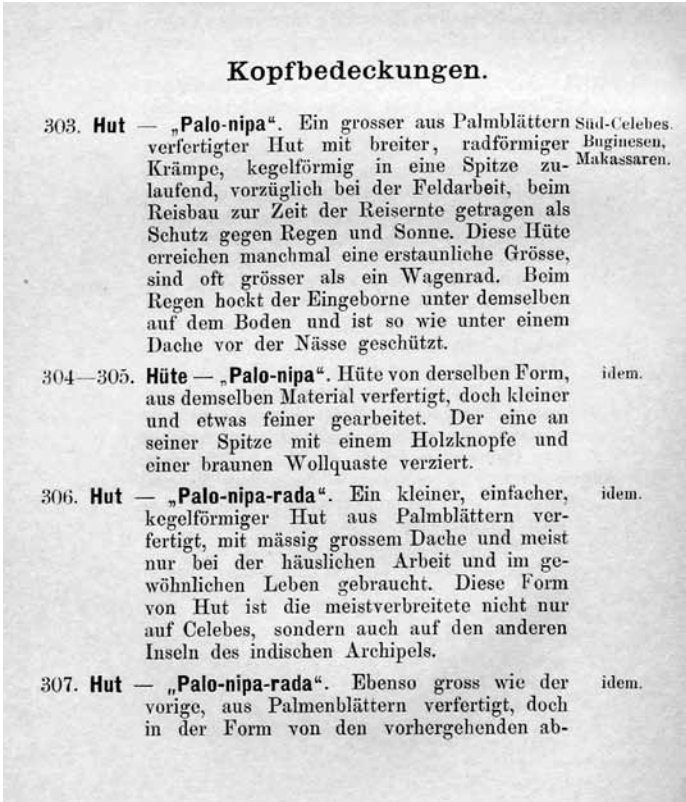 Kopfbedeckungen.
303. Hut — „Palo-nipa“. Ein grosser aus Palmblättern Süd-Celebes.
verfertigter Hut mit breiter, radförmiger Buginesen,
Krämpe, kegelförmig in eine Spitze zu- Makassaren.
laufend, vorzüglich bei der Feldarbeit, beim
Reisbau zur Zeit der Reisernte getragen als
Schutz gegen Regen und Sonne. Diese Hüte
erreichen manchmal eine erstaunliche Grösse,
sind oft grösser als ein Wagenrad. Beim
Regen hockt der Eingeborne unter demselben
auf dem Boden und ist so wie unter einem
Dache vor der Nässe geschützt.
304—305. Hüte — „Palo-nipa“. Hüte von derselben Form, idem.
aus demselben Material verfertigt, doch kleiner
und etwas feiner gearbeitet. Der eine an
seiner Spitze mit einem Holzknopfe und
einer braunen Wollquaste verziert.
306. Hut — „Palo-nipa-rada“. Ein kleiner, einfacher, idem.
kegelförmiger Hut aus Palmblättern ver-
fertigt, mit mässig grossem Dache und meist
nur bei der häuslichen Arbeit und im ge-
wöhnlichen Leben gebraucht. Diese Form
von Hut ist die meistverbreitete nicht nur
auf Celebes, sondern auch auf den anderen
Inseln des indischen Archipels.
307. Hut — „Palo-nipa-rada“. Ebenso gross wie der idem.
vorige, aus Palmenblättern verfertigt, doch
in der Form von den vorhergehenden ab-